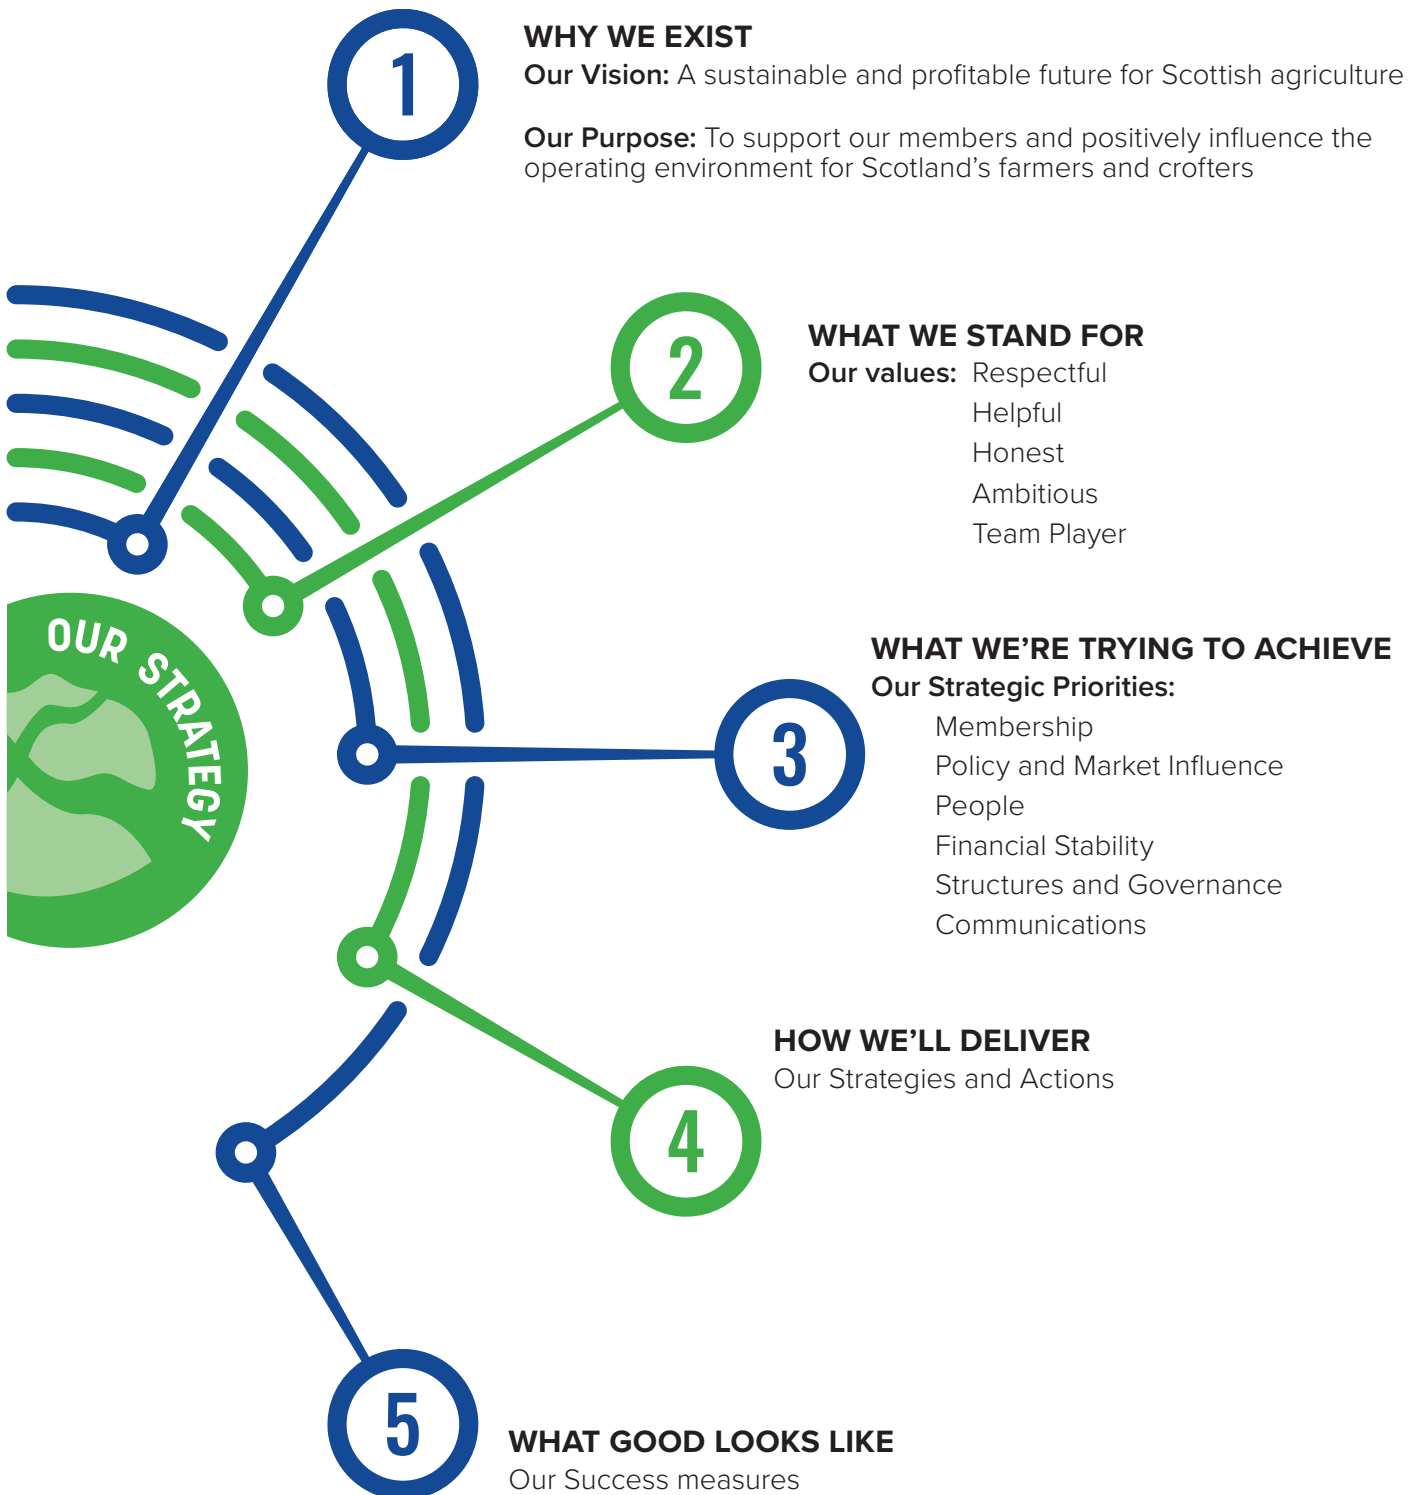 1
WHY WE EXIST
Our Vision: A sustainable and profitable future for Scottish agriculture
Our Purpose: To support our members and positively influence the
operating environment for Scotland’s farmers and crofters
2
WHAT WE STAND FOR
Our values: Respectful
Helpful
Honest
Ambitious
Team Player
OUR STRATEGY
3
WHAT WE’RE TRYING TO ACHIEVE
Our Strategic Priorities:
Membership
Policy and Market Influence
People
Financial Stability
Structures and Governance
Communications
4
HOW WE’LL DELIVER
Our Strategies and Actions
5
WHAT GOOD LOOKS LIKE
Our Success measures